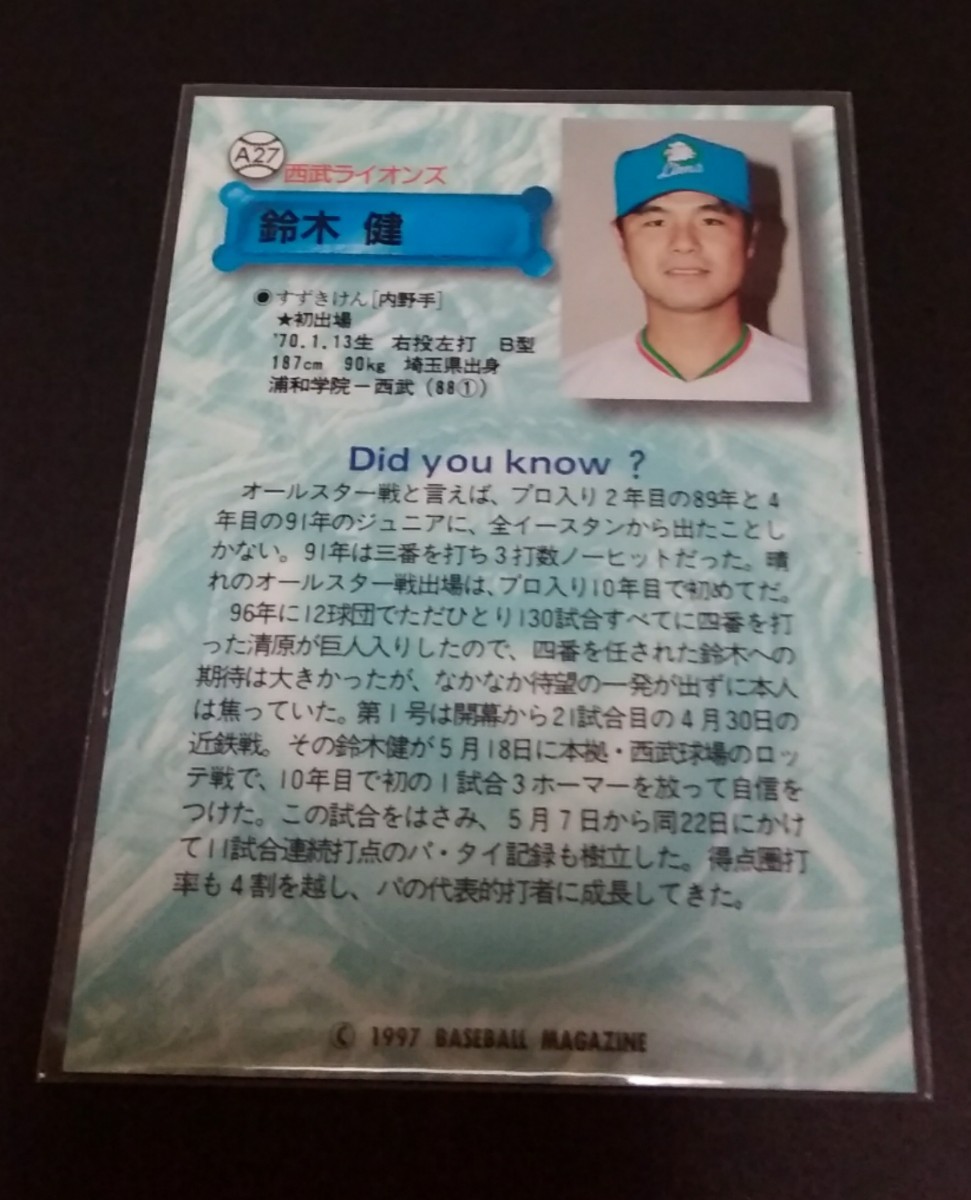 A27
西武ライオンズ
鈴木 健
●すずきけん[内野手]
★初出場
'70.1.13生 右投左打 B型
187cm 90kg 埼玉県出身
浦和学院－西武（88①）
Lions
Did you know ?
オールスター戦と言えば、プロ入り2年目の89年と4
年目の91年のジュニアに、全イースタンから出たことし
かない。91年は三番を打ち3打数ノーヒットだった。晴
れのオールスター戦出場は、プロ入り10年目で初めてだ。
96年に12球団でただひとり130試合すべてに四番を打
った清原が巨人入りしたので、四番を任された鈴木への
期待は大きかったが、なかなか待望の一発が出ずに本人
は焦っていた。第1号は開幕から21試合目の4月30日の
近鉄戦。その鈴木健が5月18日に本拠・西武球場のロッ
テ戦で、10年目で初の1試合3ホーマーを放って自信を
つけた。この試合をはさみ、5月7日から同22日にかけ
て11試合連続打点のパ・タイ記録も樹立した。得点圏打
率も4割を越し、パの代表的打者に成長してきた。
© 1997 BASEBALL MAGAZINE